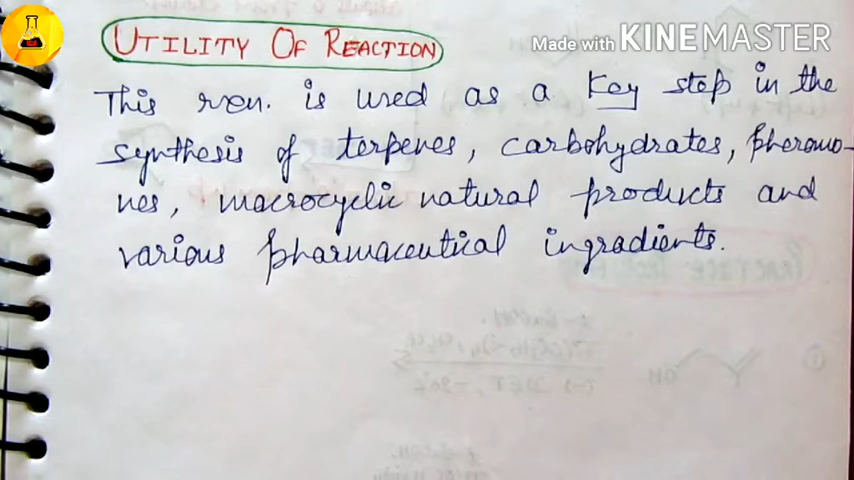 UTILITY OF REACTION
Made with KINEMASTER
This rxn. is used as a Key step in the
synthesis of terpenes, carbohydrates, pheromo-
nes, macrocyclic natural products and
various pharmaceutical ingredients.